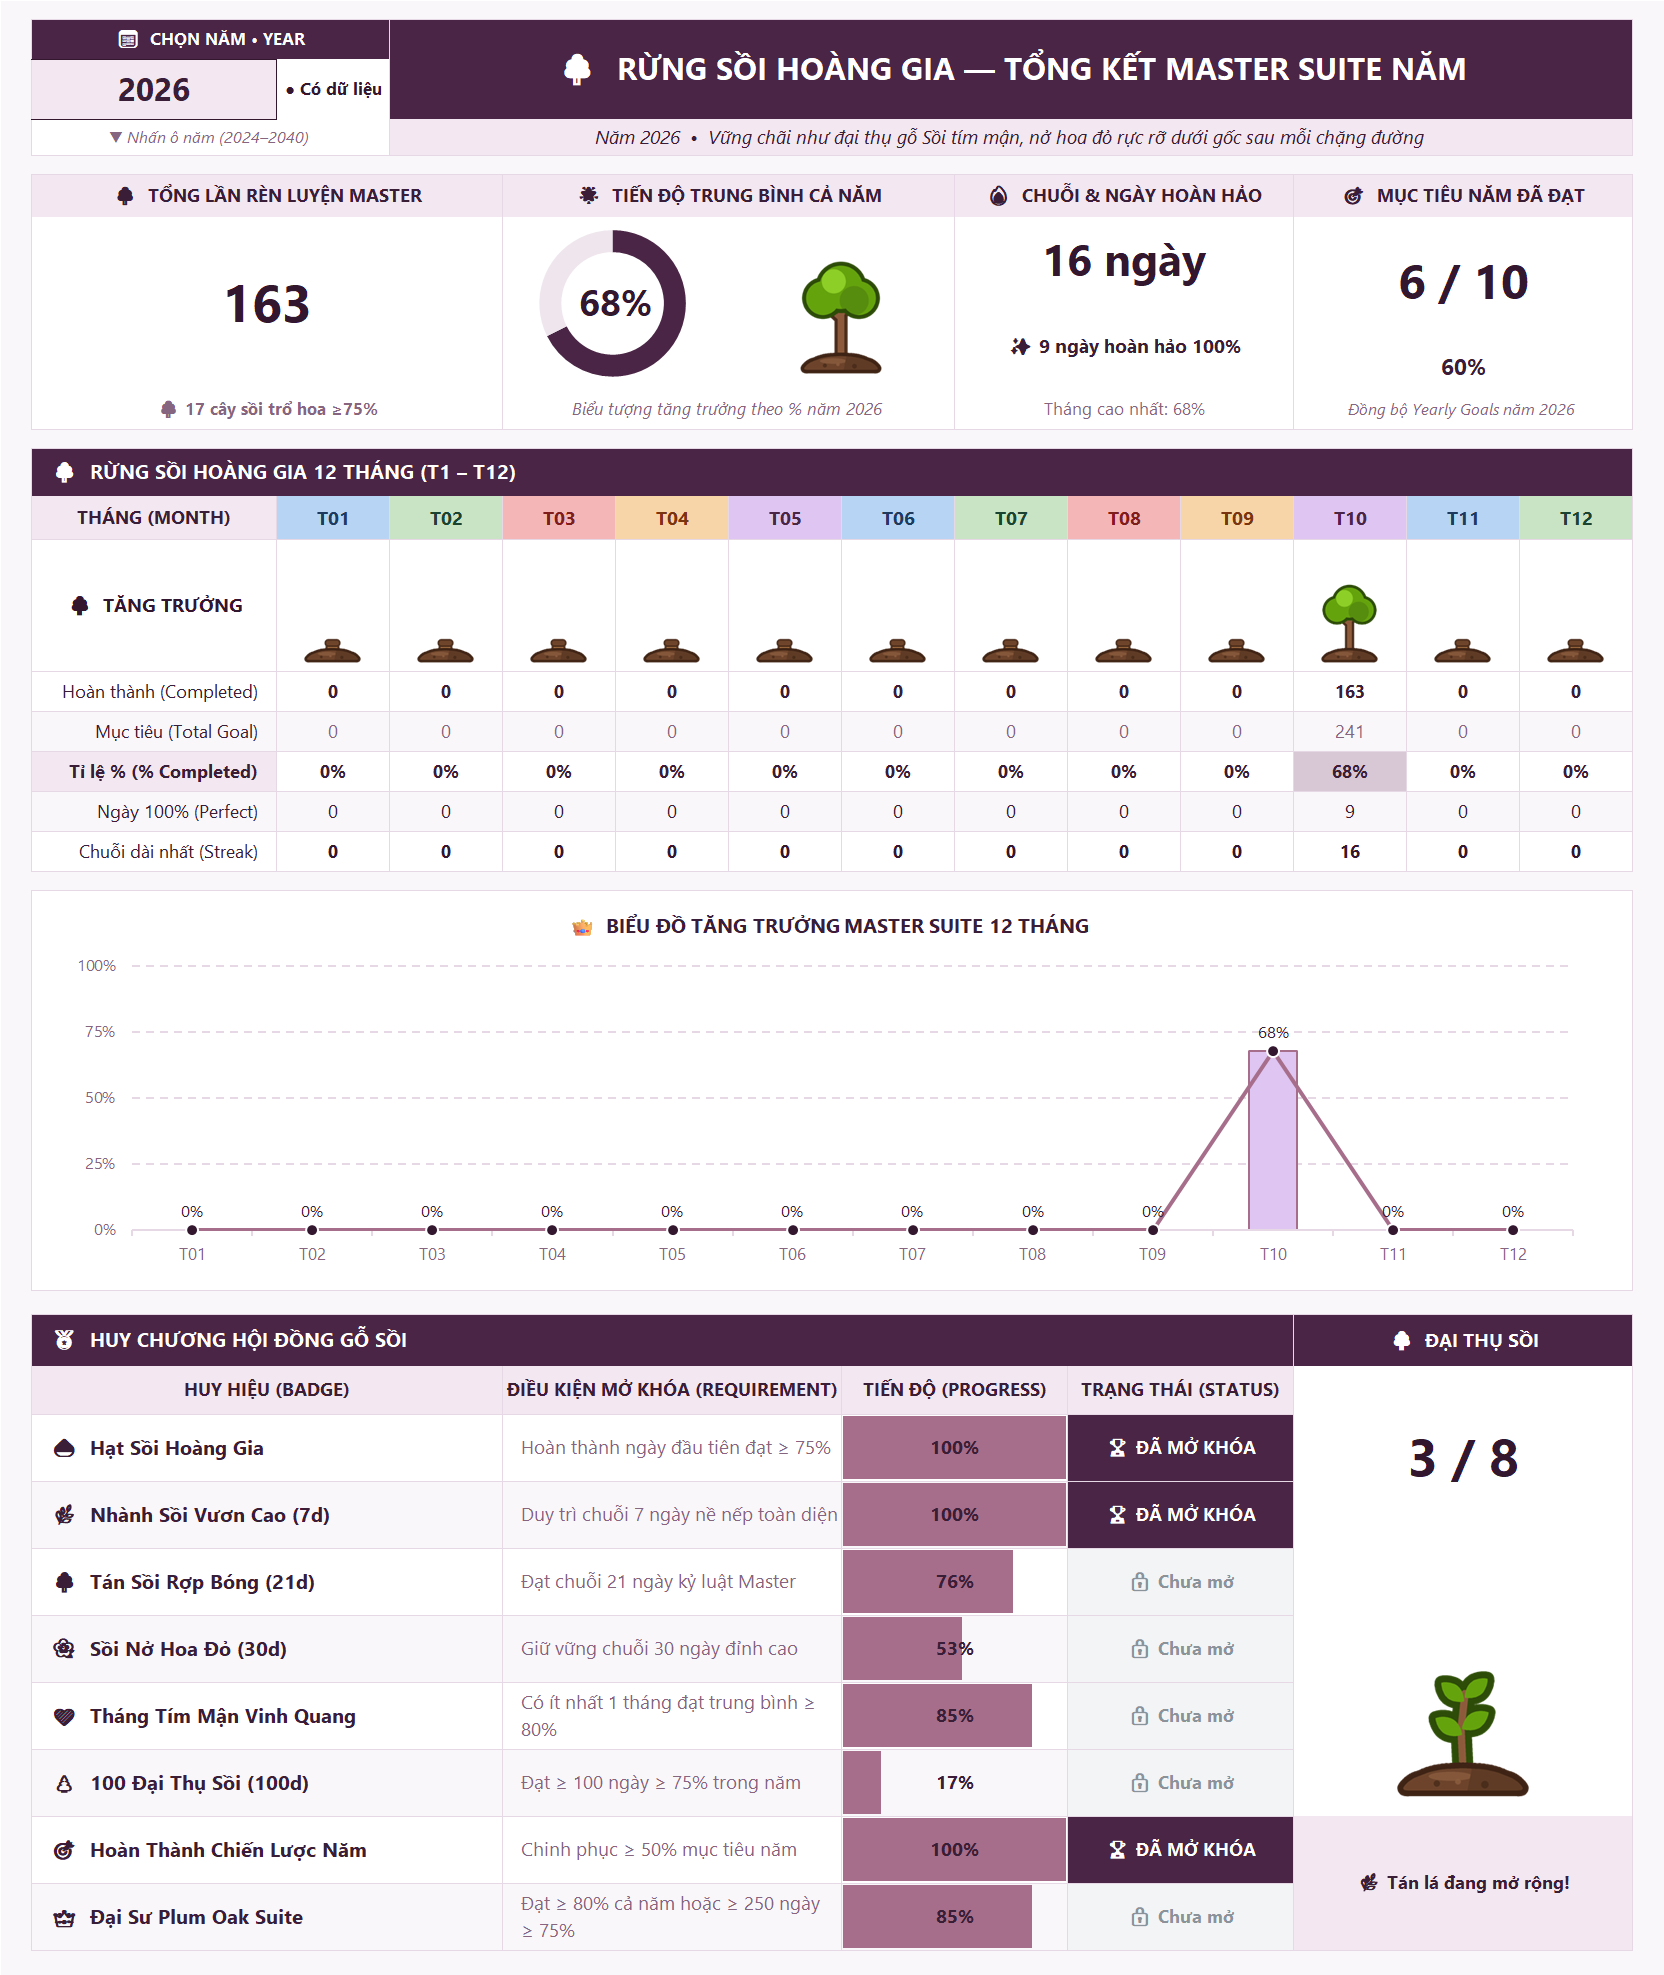 CHỌN NĂM • YEAR
2026
● Có dữ liệu
▼ Nhấn ô năm (2024–2040)
RỪNG SỒI HOÀNG GIA — TỔNG KẾT MASTER SUITE NĂM
Năm 2026 • Vững chãi như đại thụ gỗ Sồi tím mận, nở hoa đỏ rực rỡ dưới gốc sau mỗi chặng đường
TỔNG LẦN RÈN LUYỆN MASTER
163
17 cây sồi trổ hoa ≥75%
TIẾN ĐỘ TRUNG BÌNH CẢ NĂM
68%
Biểu tượng tăng trưởng theo % năm 2026
CHUỖI & NGÀY HOÀN HẢO
16 ngày
9 ngày hoàn hảo 100%
Tháng cao nhất: 68%
MỤC TIÊU NĂM ĐÃ ĐẠT
6 / 10
60%
Đồng bộ Yearly Goals năm 2026
RỪNG SỒI HOÀNG GIA 12 THÁNG (T1 – T12)
THÁNG (MONTH) T01 T02 T03 T04 T05 T06 T07 T08 T09 T10 T11 T12
TĂNG TRƯỞNG
Hoàn thành (Completed) 0 0 0 0 0 0 0 0 0 163 0 0
Mục tiêu (Total Goal) 0 0 0 0 0 0 0 0 0 241 0 0
Tỉ lệ % (% Completed) 0% 0% 0% 0% 0% 0% 0% 0% 0% 68% 0% 0%
Ngày 100% (Perfect) 0 0 0 0 0 0 0 0 0 9 0 0
Chuỗi dài nhất (Streak) 0 0 0 0 0 0 0 0 0 16 0 0
BIỂU ĐỒ TĂNG TRƯỞNG MASTER SUITE 12 THÁNG
100%
75%
68%
50%
25%
0% 0% 0% 0% 0% 0% 0% 0% 0% 0% 0%
0%
T01 T02 T03 T04 T05 T06 T07 T08 T09 T10 T11 T12
HUY CHƯƠNG HỘI ĐỒNG GỖ SỒI
HUY HIỆU (BADGE) ĐIỀU KIỆN MỞ KHÓA (REQUIREMENT) TIẾN ĐỘ (PROGRESS) TRẠNG THÁI (STATUS)
Hạt Sồi Hoàng Gia Hoàn thành ngày đầu tiên đạt ≥ 75% 100% ĐÃ MỞ KHÓA
Nhành Sồi Vươn Cao (7d) Duy trì chuỗi 7 ngày nề nếp toàn diện 100% ĐÃ MỞ KHÓA
Tán Sồi Rợp Bóng (21d) Đạt chuỗi 21 ngày kỷ luật Master 76% Chưa mở
Sồi Nở Hoa Đỏ (30d) Giữ vững chuỗi 30 ngày đỉnh cao 53% Chưa mở
Tháng Tím Mận Vinh Quang Có ít nhất 1 tháng đạt trung bình ≥
80% 85% Chưa mở
100 Đại Thụ Sồi (100d) Đạt ≥ 100 ngày ≥ 75% trong năm 17% Chưa mở
Hoàn Thành Chiến Lược Năm Chinh phục ≥ 50% mục tiêu năm 100% ĐÃ MỞ KHÓA
Đại Sư Plum Oak Suite Đạt ≥ 80% cả năm hoặc ≥ 250 ngày
≥ 75% 85% Chưa mở
ĐẠI THỤ SỒI
3 / 8
Tán lá đang mở rộng!